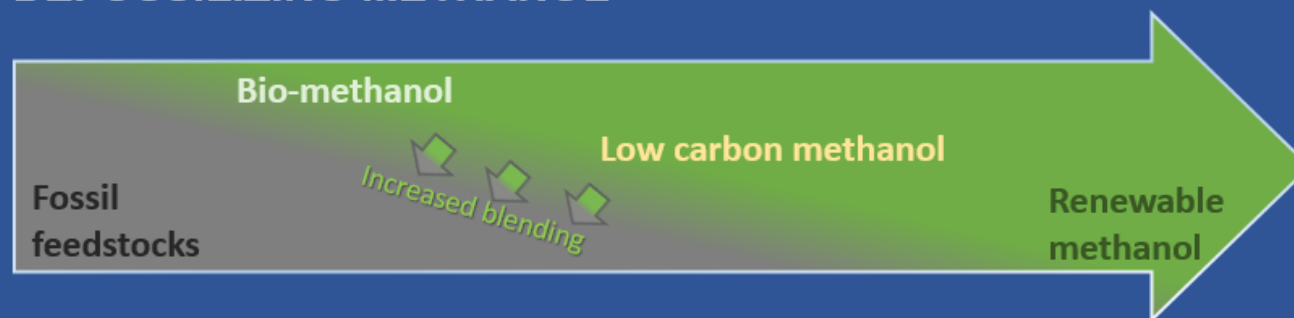 Bio-methanol
Low carbon methanol
Increased blending
Fossil
feedstocks
Renewable
methanol